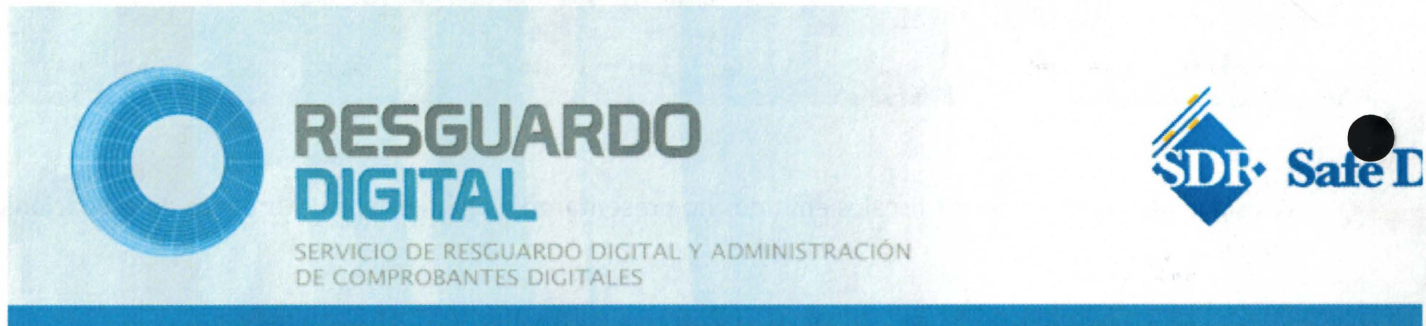 RESGUARDO
DIGITAL
SERVICIO DE RESGUARDO DIGITAL Y ADMINISTRACIÓN
DE COMPROBANTES DIGITALES
SDR Safe D